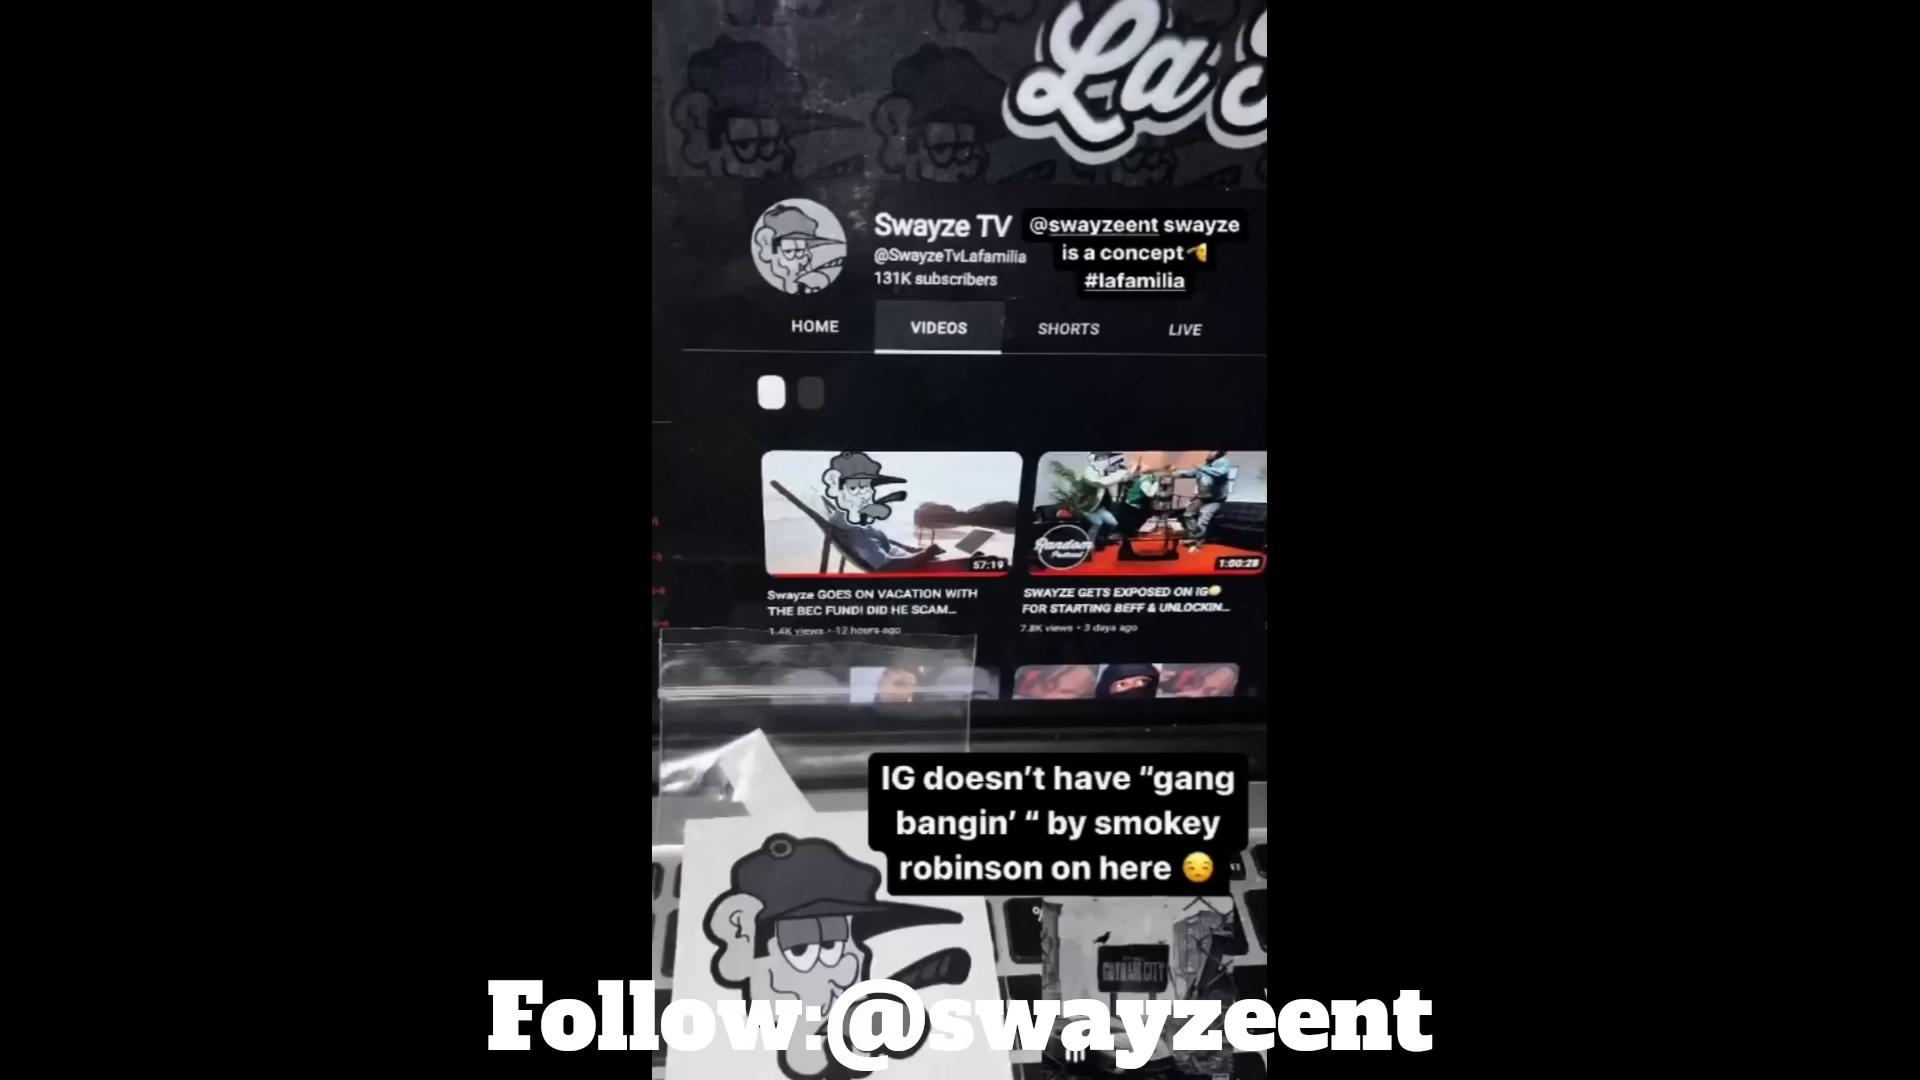 La
Swayze TV
@SwayzeTvLafamilia
131K subscribers
@swayzeent swayze
is a concept🫡
#lafamilia
HOME
VIDEOS
SHORTS
LIVE
57:19
Random
Podcast
1:00:28
Swayze GOES ON VACATION WITH
THE BEC FUND! DID HE SCAM...
1.4K views • 12 hours ago
SWAYZE GETS EXPOSED ON IG
FOR STARTING BEFF & UNLOCKIN...
7.8K views • 3 days ago
IG doesn’t have “gang
bangin’ “ by smokey
robinson on here 😒
GOTHAM CITY
Follow:@swayzeent